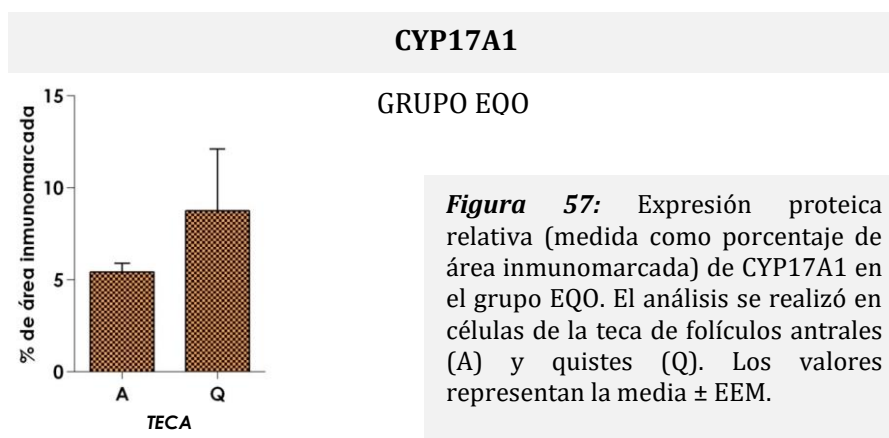 CYP17A1
GRUPO EQO
% de área inmunomarcada
15
10
5
0
A Q
TECA
Figura 57: Expresión proteica
relativa (medida como porcentaje de
área inmunomarcada) de CYP17A1 en
el grupo EQO. El análisis se realizó en
células de la teca de folículos antrales
(A) y quistes (Q). Los valores
representan la media ± EEM.